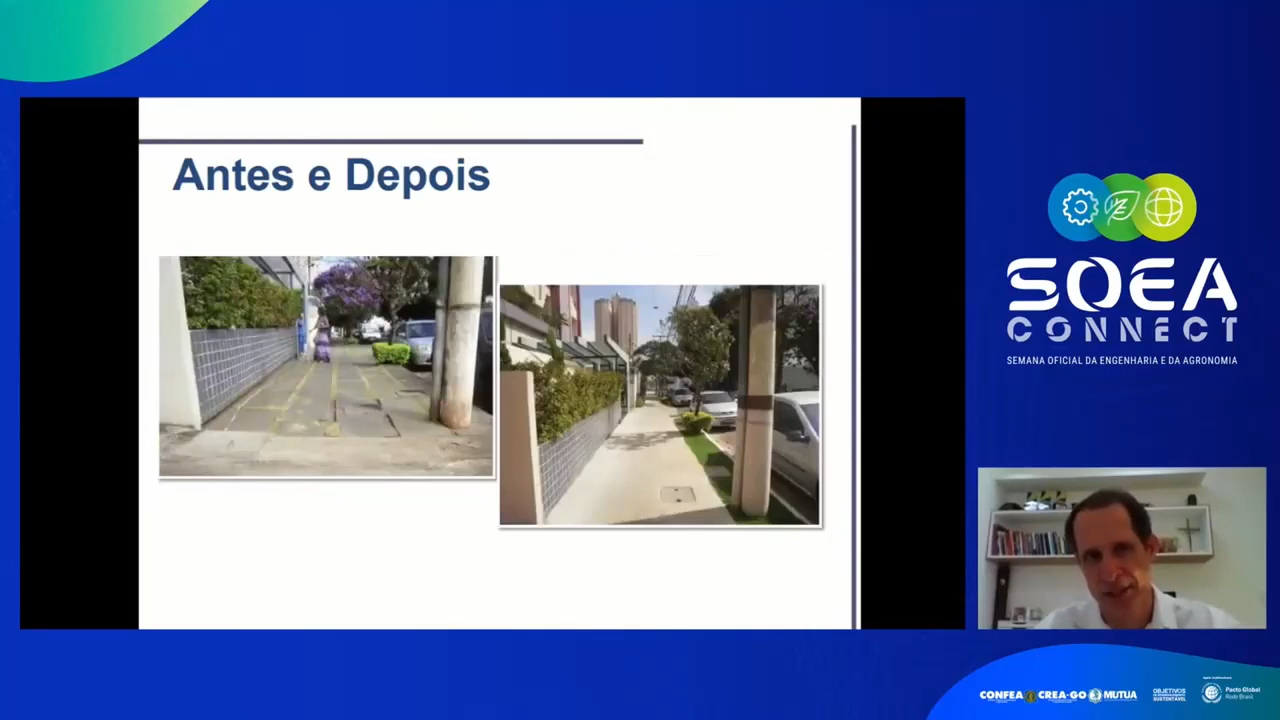 Antes e Depois
SOEA
CONNECT
SEMANA OFICIAL DA ENGENHARIA E DA AGRONOMIA
CONFEA CREA-GO MUTUA
OBJETIVOS
SUSTENTÁVEL
Pacto Global
Rede Brasil